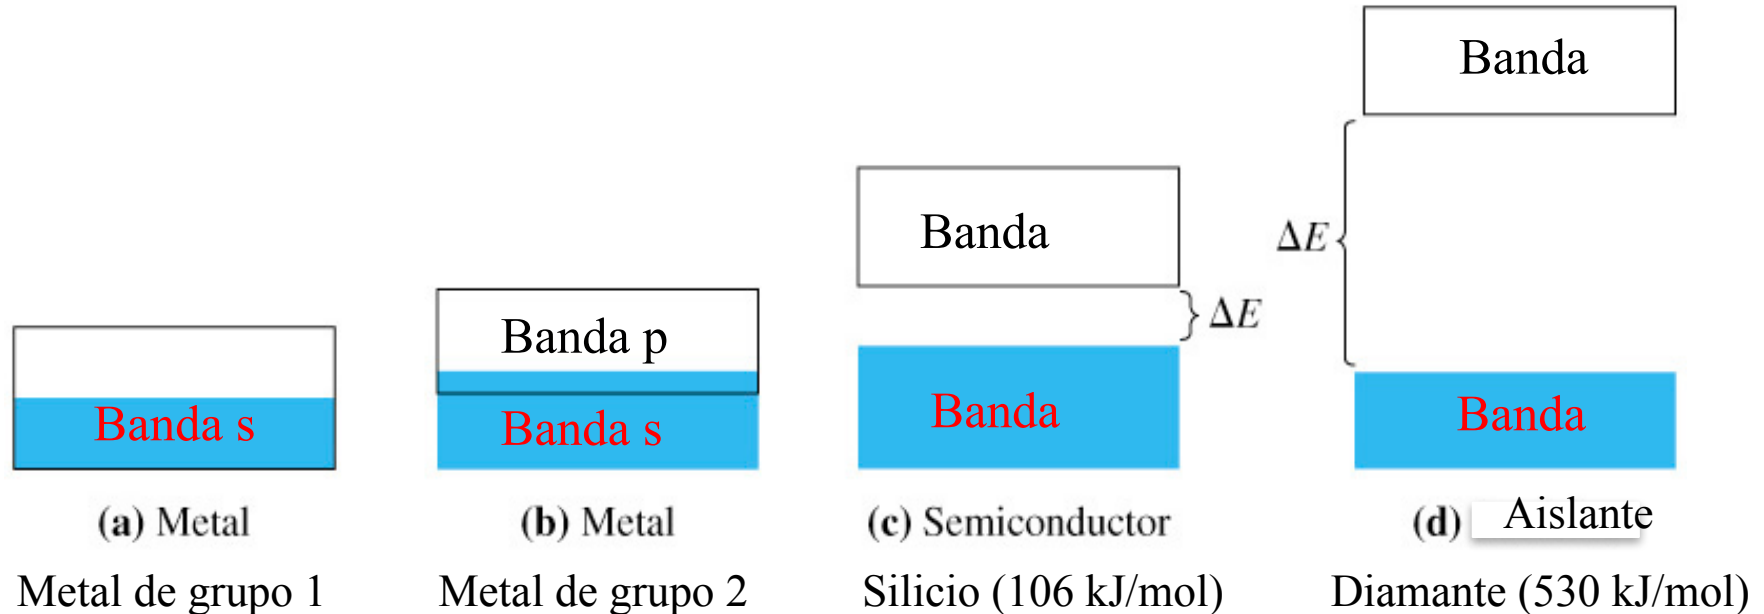 Banda
Banda
ΔE
ΔE
Banda p
Banda s
Banda s
Banda
Banda
(a) Metal
(b) Metal
(c) Semiconductor
(d) Aislante
Metal de grupo 1
Metal de grupo 2
Silicio (106 kJ/mol)
Diamante (530 kJ/mol)